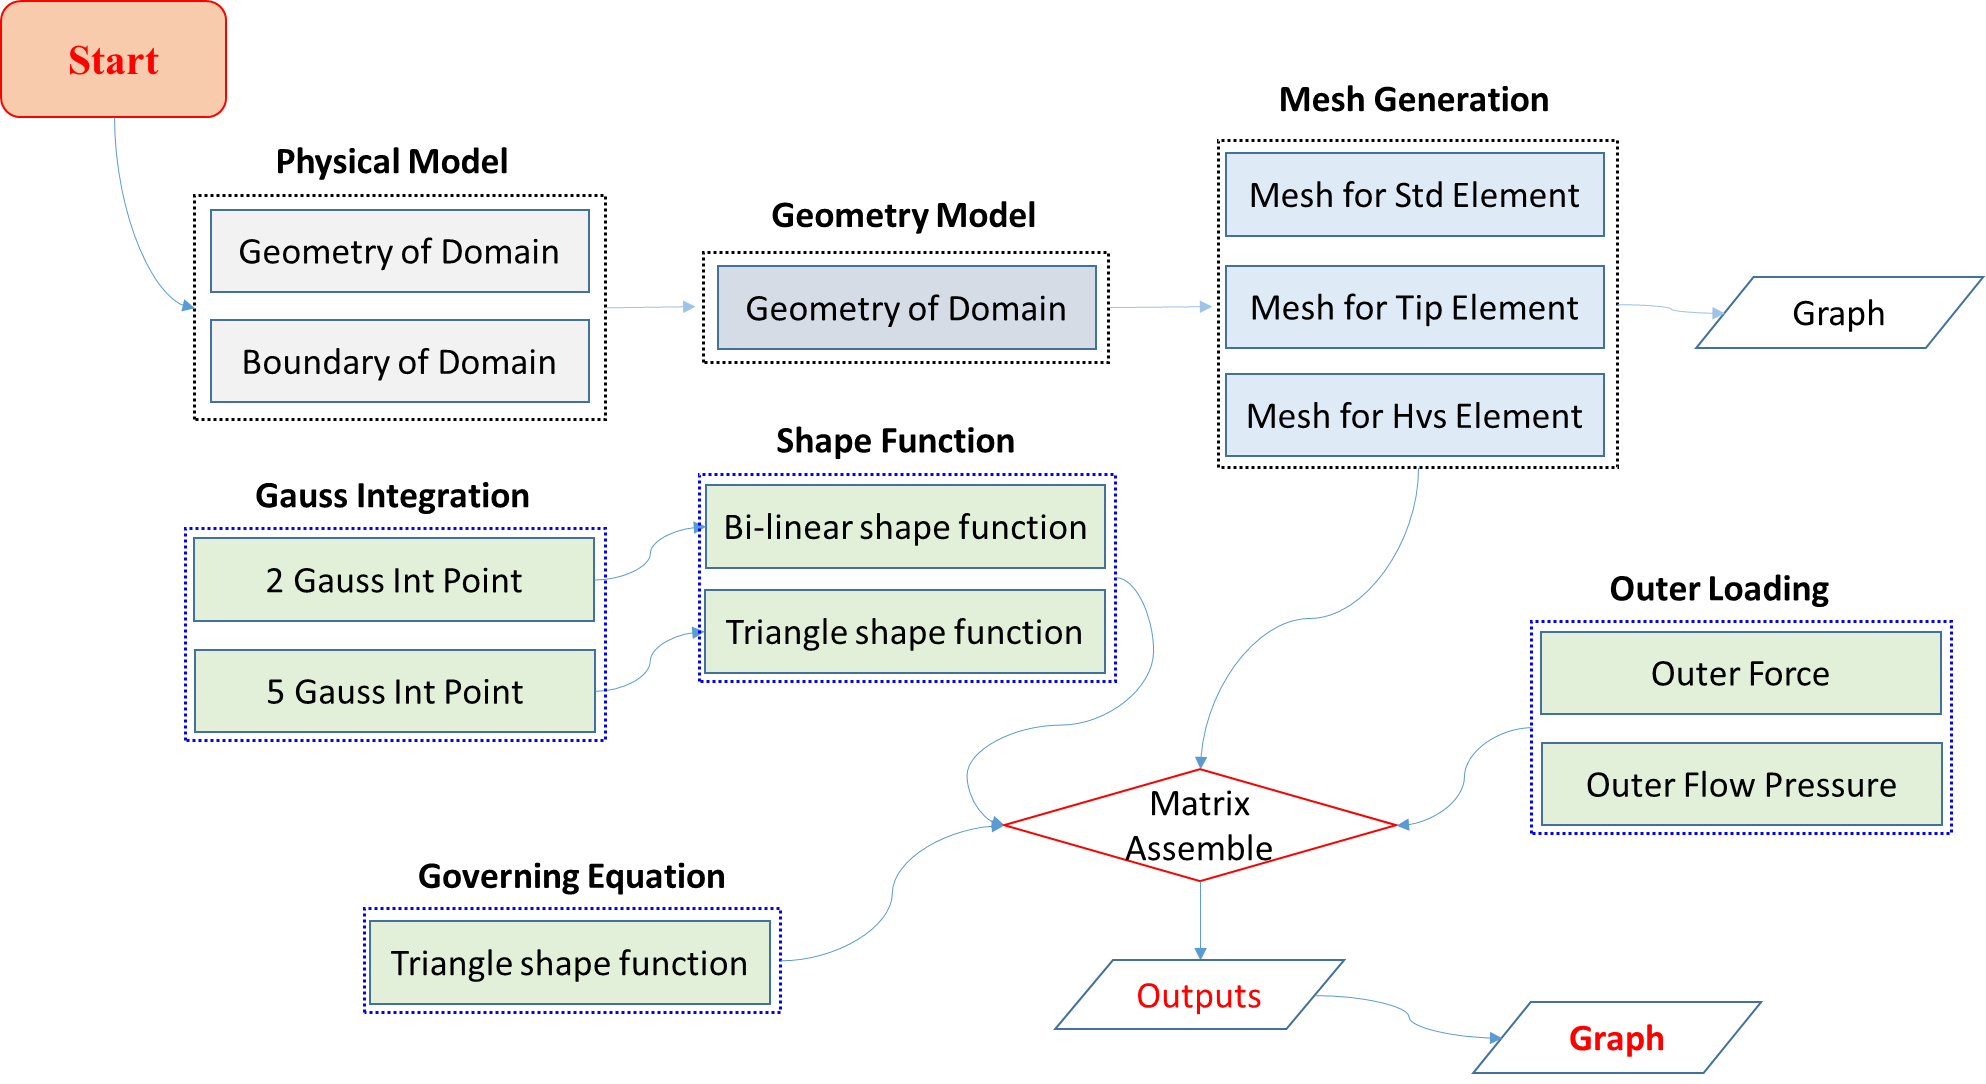 Start
Physical Model
Geometry of Domain
Boundary of Domain
Geometry Model
Geometry of Domain
Mesh Generation
Mesh for Std Element
Mesh for Tip Element
Mesh for Hvs Element
Graph
Gauss Integration
2 Gauss Int Point
5 Gauss Int Point
Shape Function
Bi-linear shape function
Triangle shape function
Outer Loading
Outer Force
Outer Flow Pressure
Matrix
Assemble
Governing Equation
Triangle shape function
Outputs
Graph